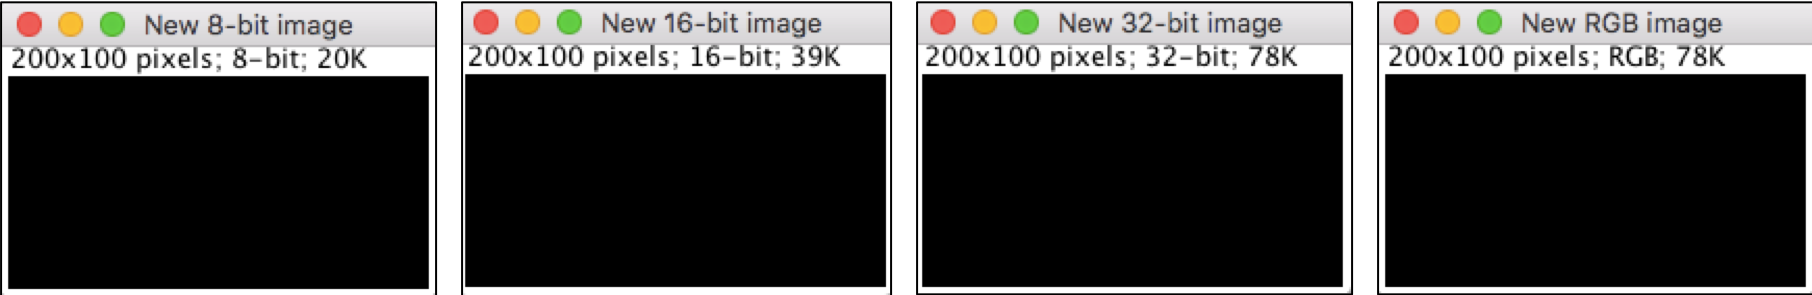 New 8-bit image
200x100 pixels; 8-bit; 20K
New 16-bit image
200x100 pixels; 16-bit; 39K
New 32-bit image
200x100 pixels; 32-bit; 78K
New RGB image
200x100 pixels; RGB; 78K